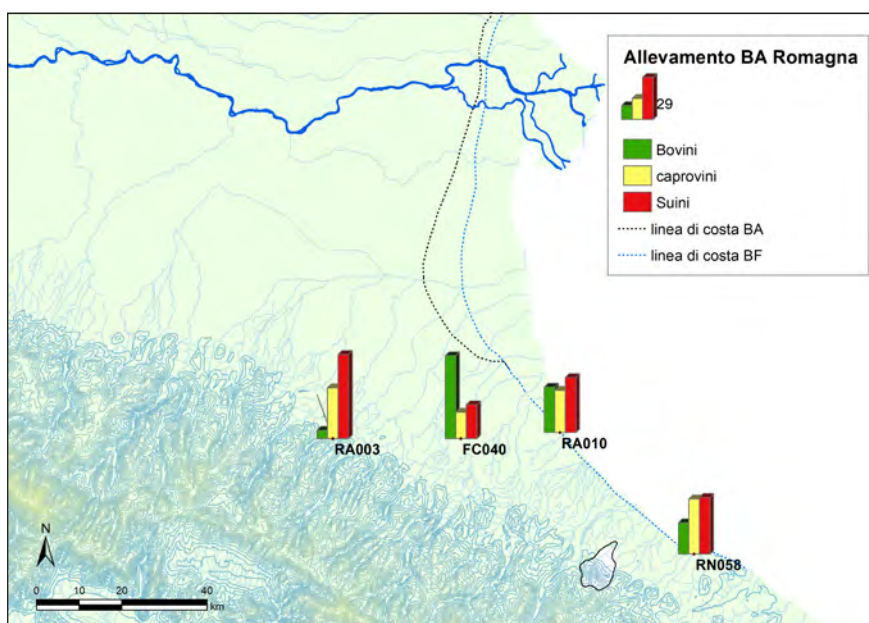 Allevamento BA Romagna
29
Bovini
caprovini
Suini
linea di costa BA
linea di costa BF
RA003
FC040
RA010
RN058
N
0 10 20 40
km